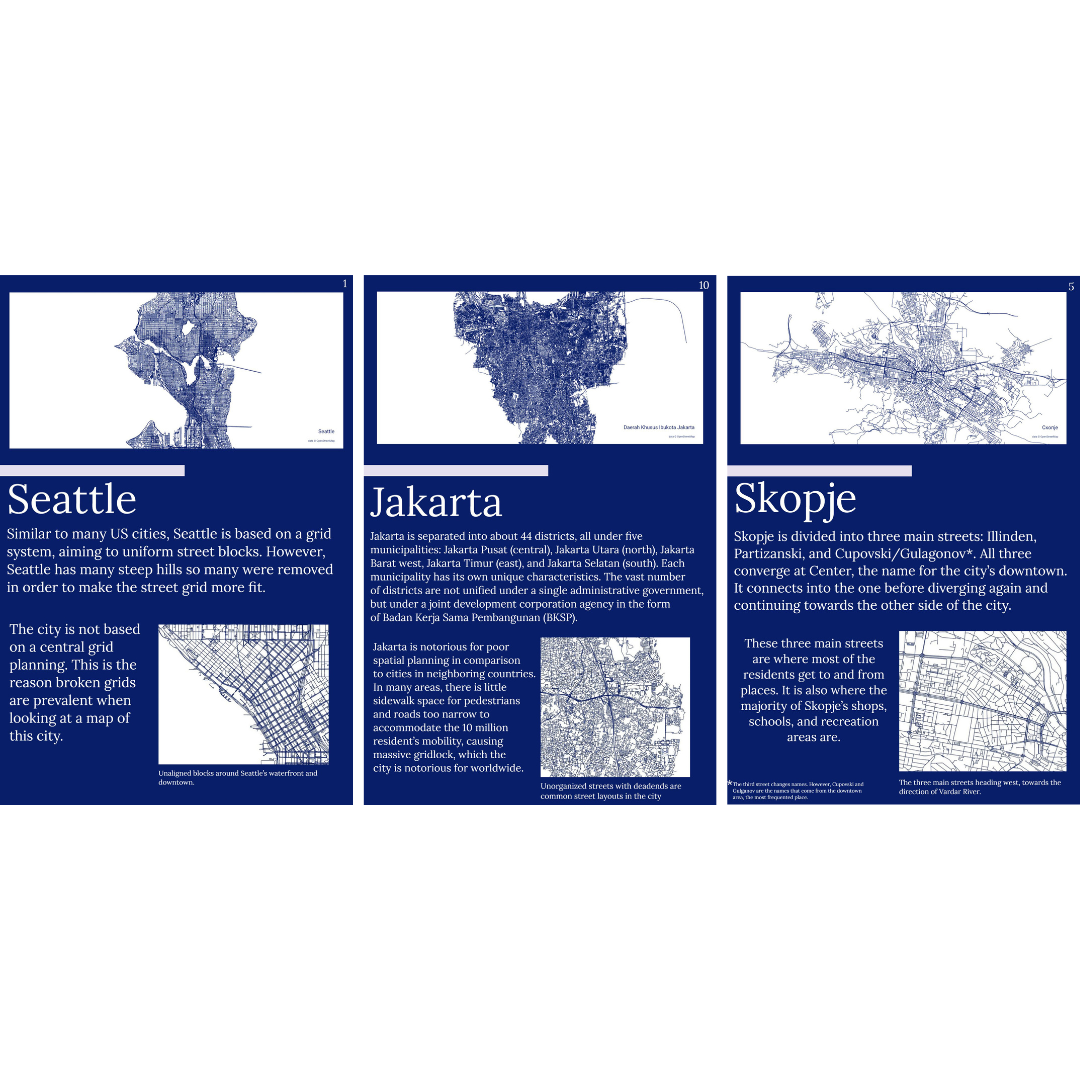 1
Seattle
Seattle
Similar to many US cities, Seattle is based on a grid
system, aiming to uniform street blocks. However,
Seattle has many steep hills so many were removed
in order to make the street grid more fit.
The city is not based
on a central grid
planning. This is the
reason broken grids
are prevalent when
looking at a map of
this city.
Unaligned blocks around Seattle's waterfront and
downtown.
10
Daerah Khusus Ibukota Jakarta
Jakarta
Jakarta is separated into about 44 districts, all under five
municipalities: Jakarta Pusat (central), Jakarta Utara (north), Jakarta
Barat west, Jakarta Timur (east), and Jakarta Selatan (south). Each
municipality has its own unique characteristics. The vast number
of districts are not unified under a single administrative government,
but under a joint development corporation agency in the form
of Badan Kerja Sama Pembangunan (BKSP).
Jakarta is notorious for poor
spatial planning in comparison
to cities in neighboring countries.
In many areas, there is little
sidewalk space for pedestrians
and roads too narrow to
accommodate the 10 million
resident's mobility, causing
massive gridlock, which the
city is notorious for worldwide.
Unorganized streets with deadends are
common street layouts in the city
5
Skopje
Skopje is divided into three main streets: Illinden,
Partizanski, and Cupovski/Gulagonov*. All three
converge at Center, the name for the city's downtown.
It connects into the one before diverging again and
continuing towards the other side of the city.
These three main streets
are where most of the
residents get to and from
places. It is also where the
majority of Skopje's shops,
schools, and recreation
areas are.
*The third street changes names. However, Cupovski and
Gulganov are the names that come from the downtown
area, the most frequented place.
The three main streets heading west, towards the
direction of Vardar River.